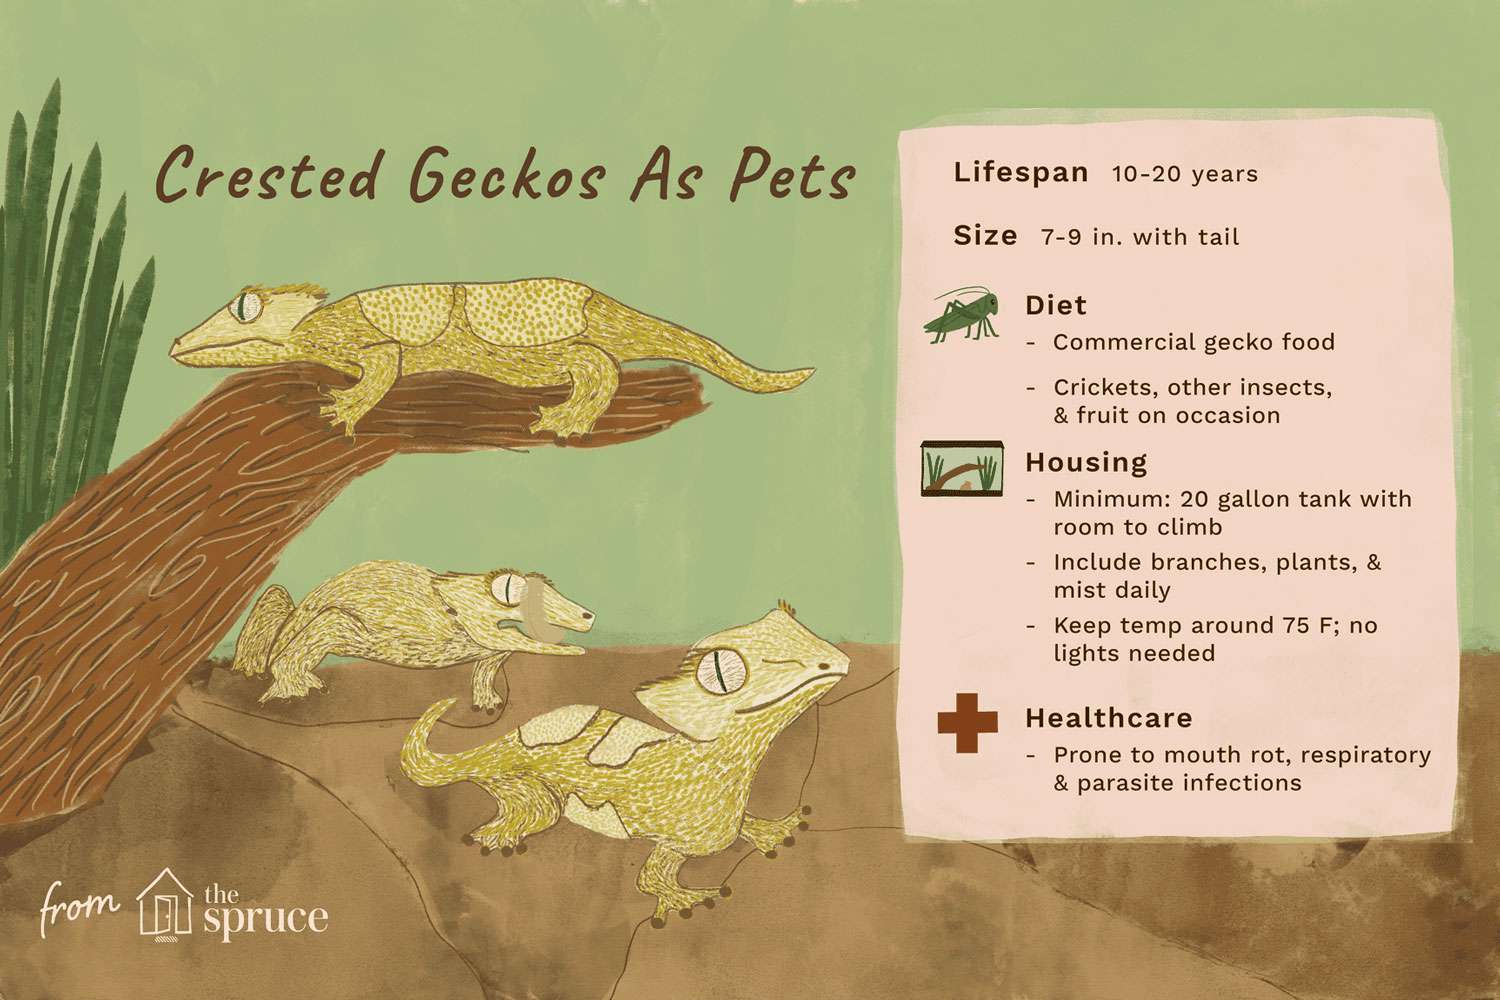 Crested Geckos As Pets
Lifespan 10-20 years
Size 7-9 in. with tail
Diet
- Commercial gecko food
- Crickets, other insects,
& fruit on occasion
Housing
- Minimum: 20 gallon tank with
room to climb
- Include branches, plants, &
mist daily
- Keep temp around 75 F; no
lights needed
Healthcare
- Prone to mouth rot, respiratory
& parasite infections
from the
spruce